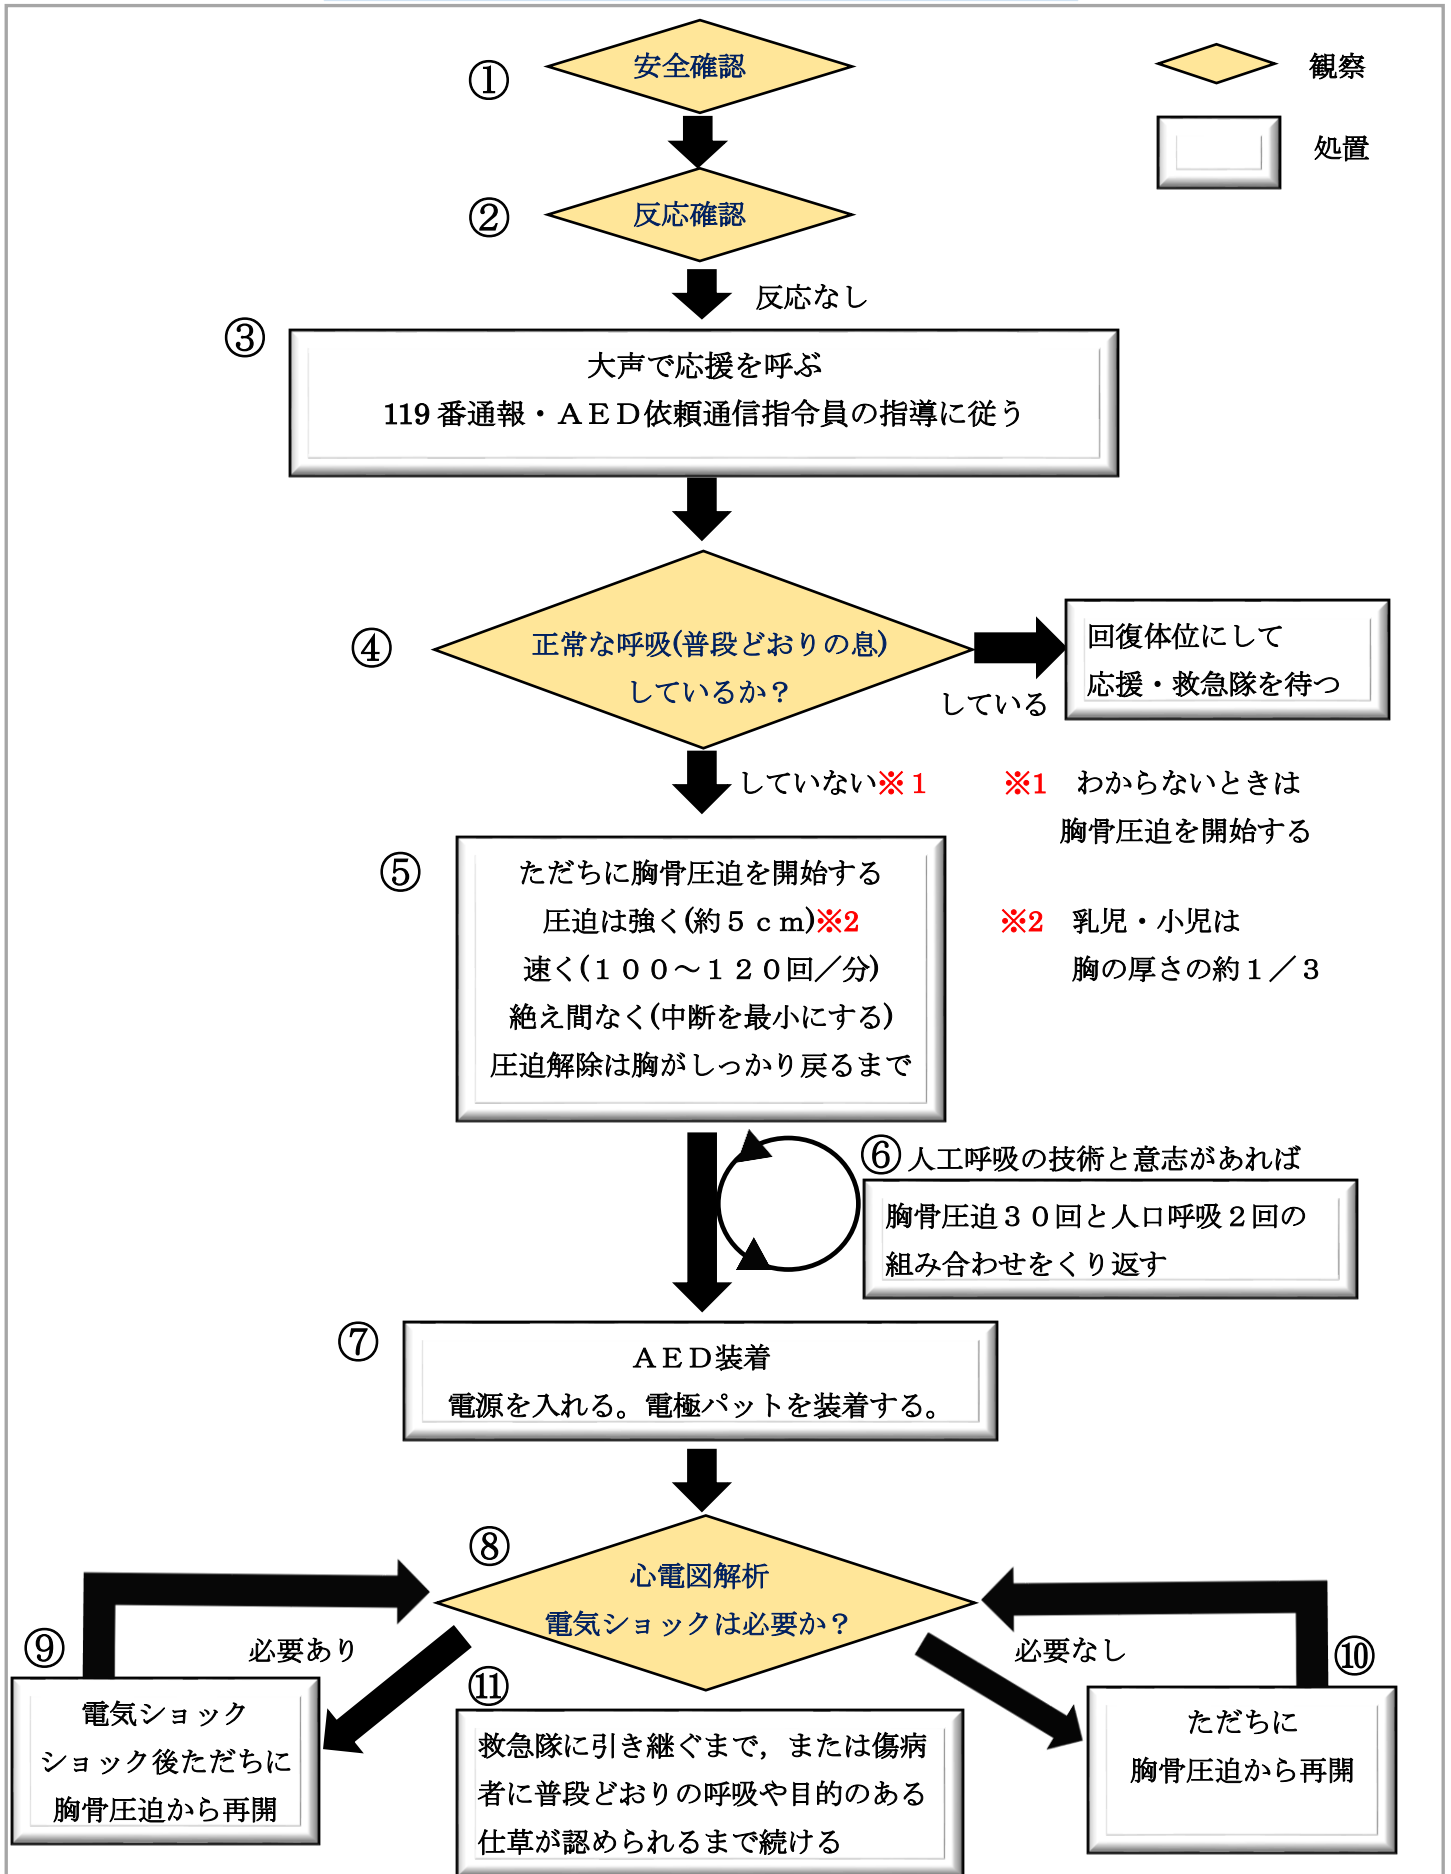 ①
安全確認
観察
処置
②
反応確認
反応なし
③
大声で応援を呼ぶ
119番通報・ＡＥＤ依頼通信指令員の指導に従う
④
正常な呼吸(普段どおりの息)
しているか？
している
回復体位にして
応援・救急隊を待つ
していない※１
※1 わからないときは
胸骨圧迫を開始する
⑤
ただちに胸骨圧迫を開始する
圧迫は強く(約５ｃｍ)※2
速く(１００～１２０回／分)
絶え間なく(中断を最小にする)
圧迫解除は胸がしっかり戻るまで
※2 乳児・小児は
胸の厚さの約１／３
⑥人工呼吸の技術と意志があれば
胸骨圧迫３０回と人口呼吸２回の
組み合わせをくり返す
⑦
ＡＥＤ装着
電源を入れる。電極パットを装着する。
⑧
心電図解析
電気ショックは必要か？
⑨
必要あり
電気ショック
ショック後ただちに
胸骨圧迫から再開
必要なし
⑩
ただちに
胸骨圧迫から再開
⑪
救急隊に引き継ぐまで，または傷病
者に普段どおりの呼吸や目的のある
仕草が認められるまで続ける